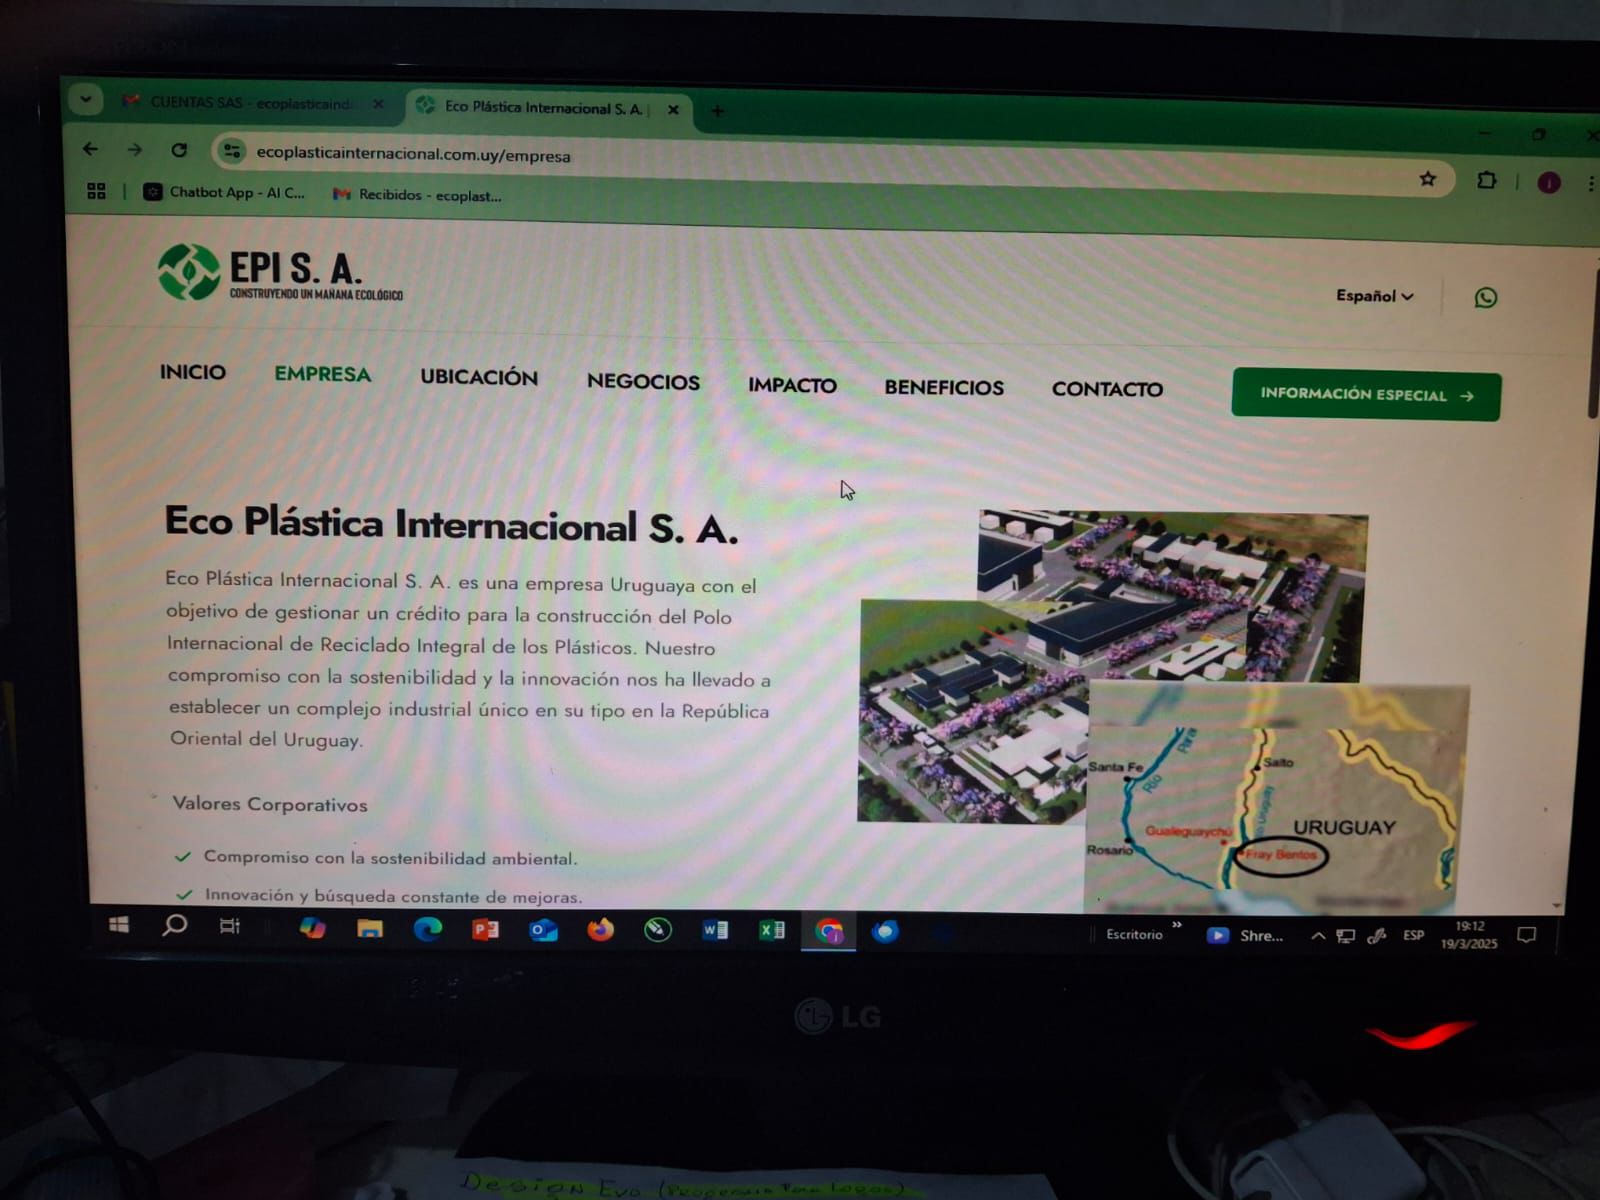 CUENTAS SAS - ecoplasticaind
Eco Plástica Internacional S. A. |
ecoplasticainternacional.com.uy/empresa
Chatbot App - AI C...
Recibidos - ecoplast...
EPI S. A.
CONSTRUYENDO UN MAÑANA ECOLÓGICO
Español
INICIO
EMPRESA
UBICACIÓN
NEGOCIOS
IMPACTO
BENEFICIOS
CONTACTO
INFORMACIÓN ESPECIAL →
Eco Plástica Internacional S. A.
Eco Plástica Internacional S. A. es una empresa Uruguaya con el
objetivo de gestionar un crédito para la construcción del Polo
Internacional de Reciclado Integral de los Plásticos. Nuestro
compromiso con la sostenibilidad y la innovación nos ha llevado a
establecer un complejo industrial único en su tipo en la República
Oriental del Uruguay.
Valores Corporativos
Compromiso con la sostenibilidad ambiental.
Innovación y búsqueda constante de mejoras.
Para
Santa Fe
Río
Salto
Uruguay
URUGUAY
Gualeguaychú
Rosario
Fray Bentos
Escritorio
Shre...
ESP
19:12
19/3/2025
LG
Design Evo